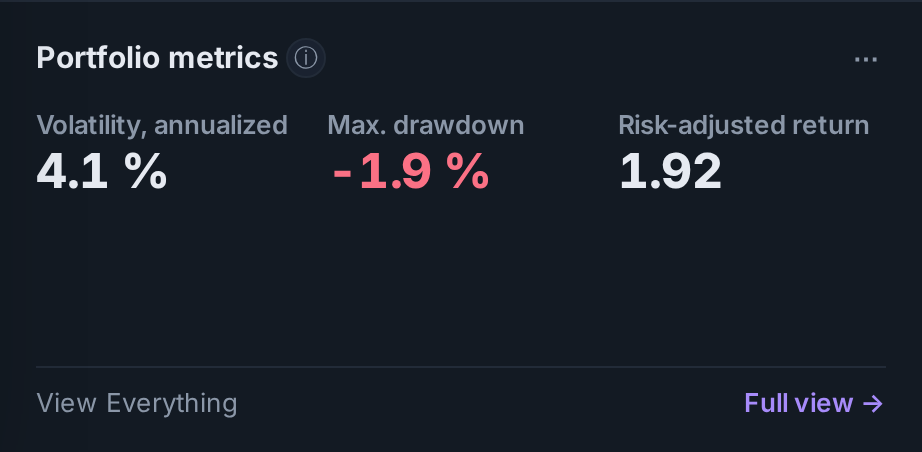 Portfolio metrics ⓘ ...
Volatility, annualized Max. drawdown Risk-adjusted return
4.1 % -1.9 % 1.92
View Everything Full view →